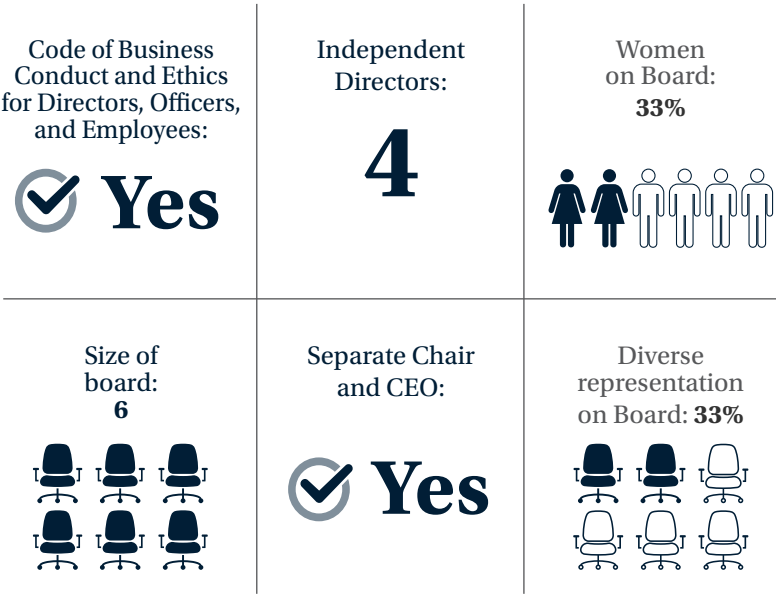 Code of Business
Conduct and Ethics
for Directors, Officers,
and Employees:
Yes
Independent
Directors:
4
Women
on Board:
33%
Size of
board:
6
Separate Chair
and CEO:
Yes
Diverse
representation
on Board: 33%